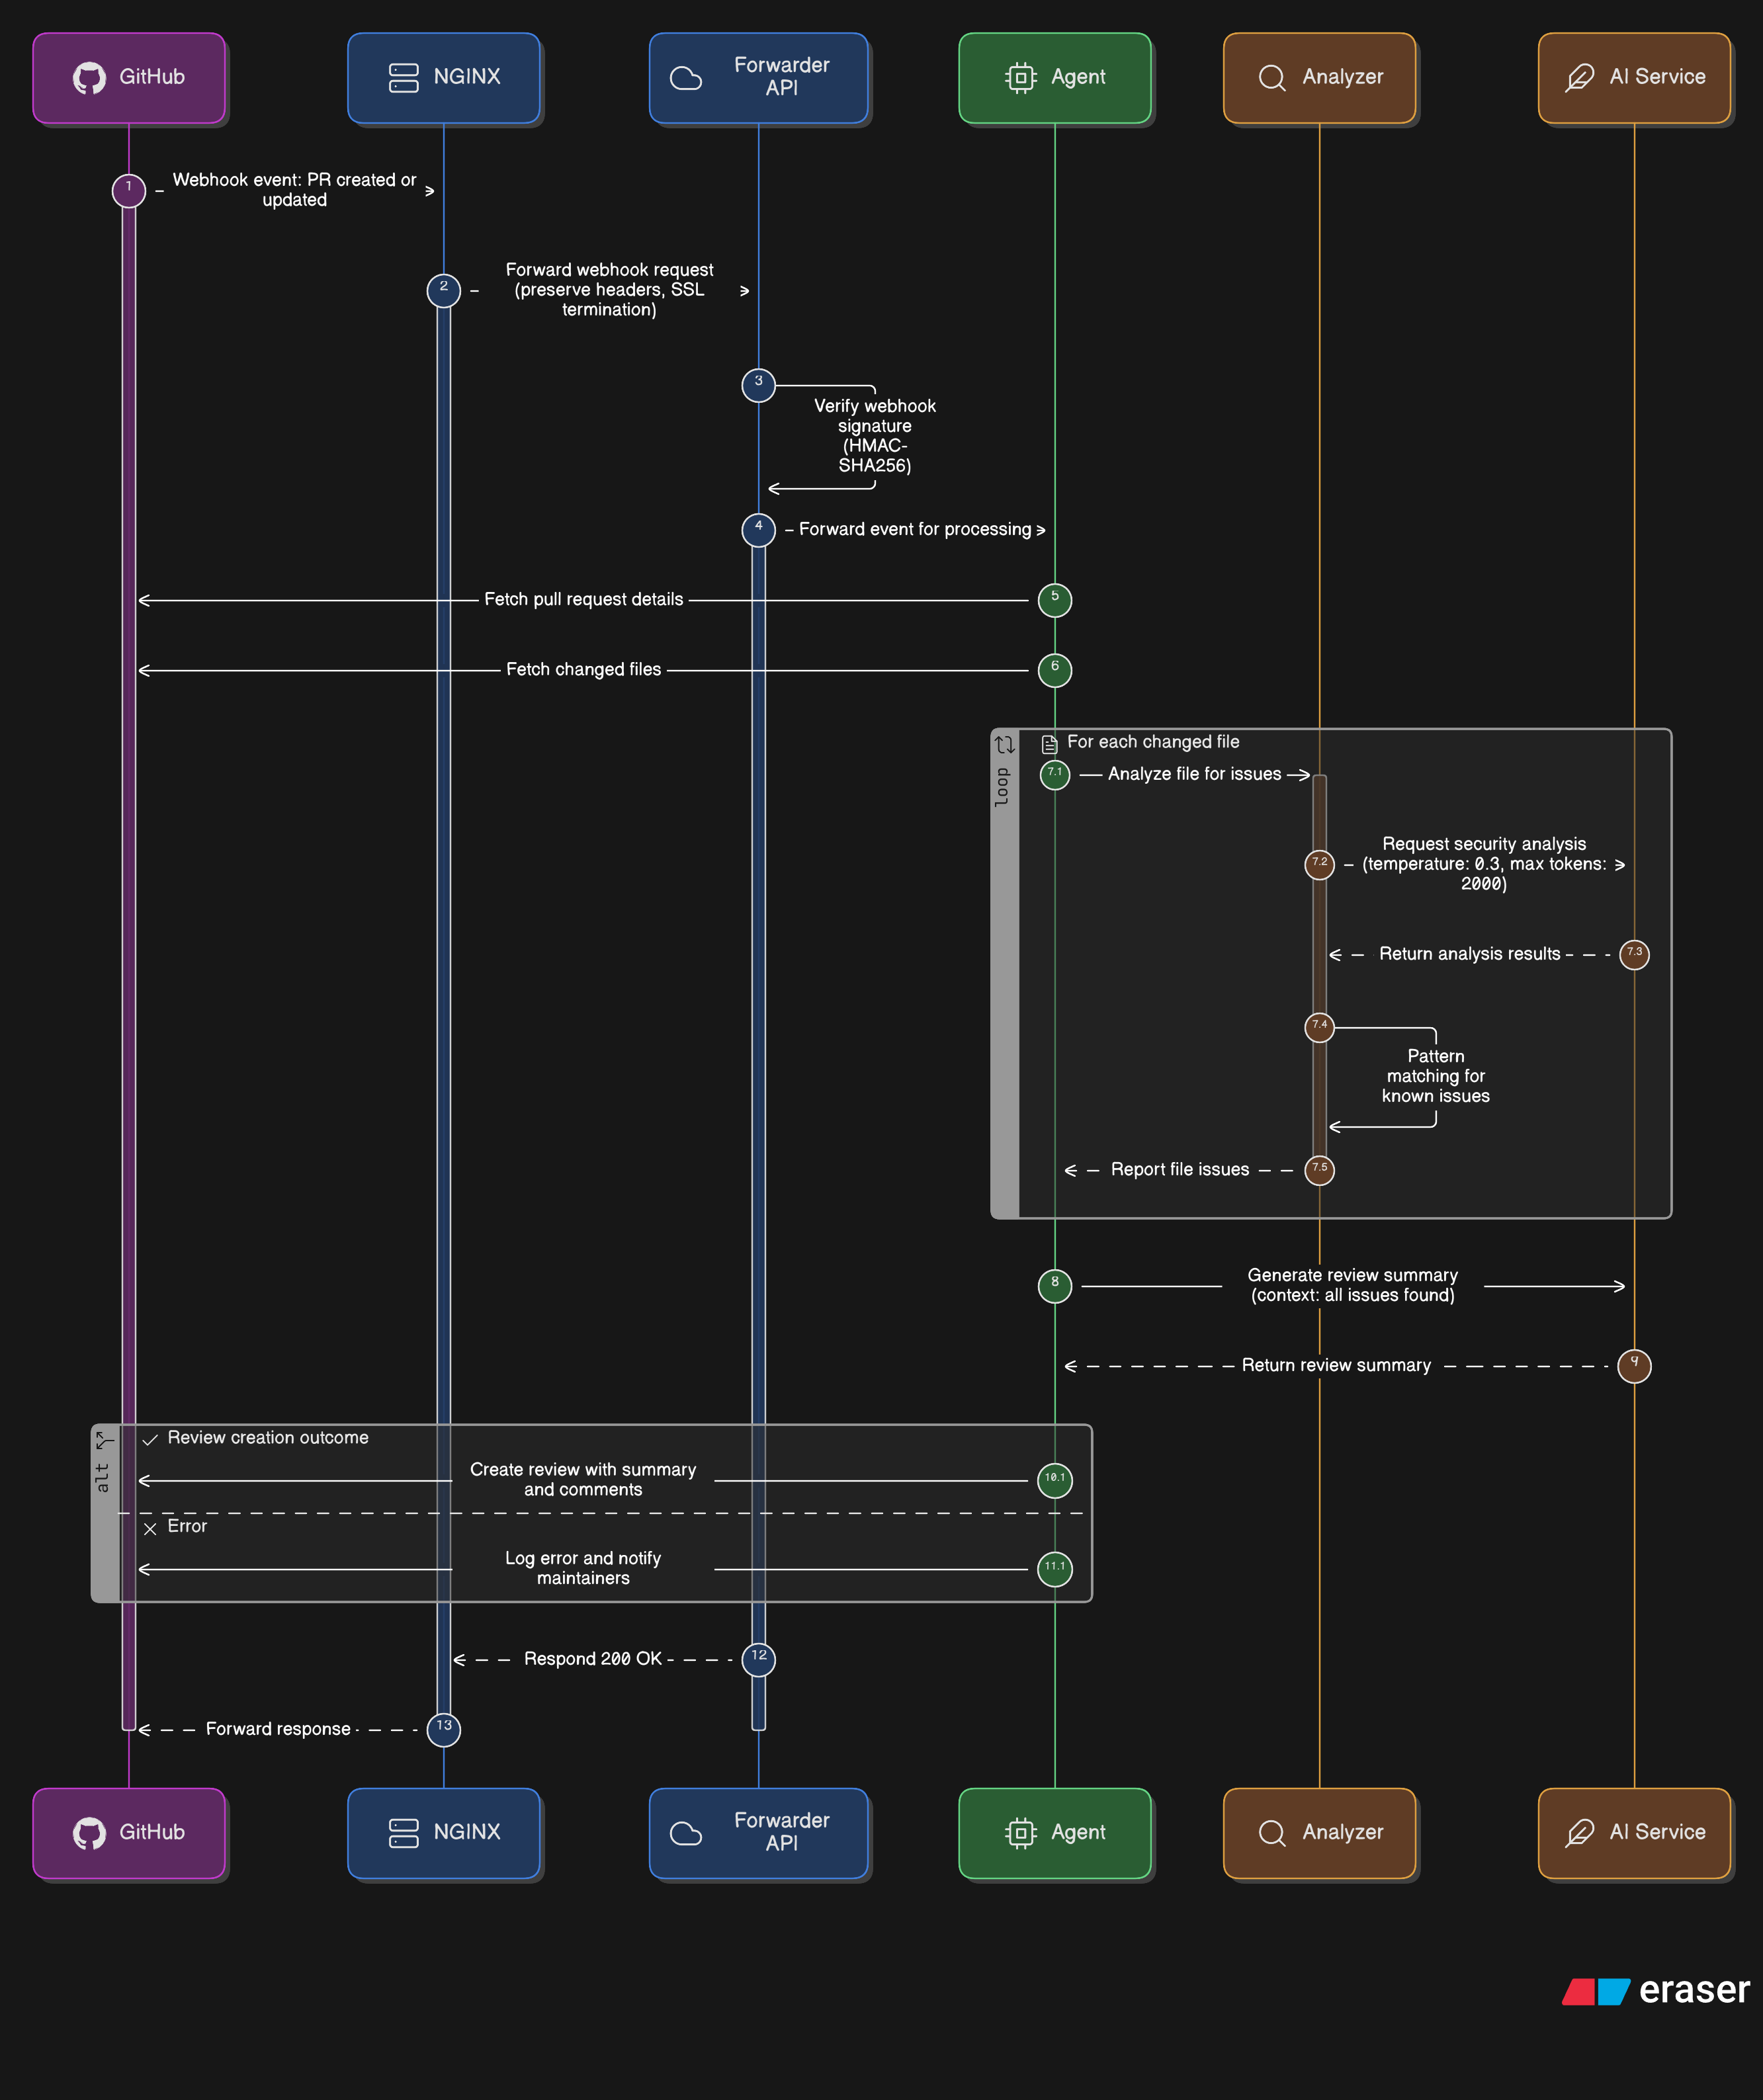 GitHub
NGINX
Forwarder
API
Agent
Analyzer
AI Service
1
Webhook event: PR created or
updated
2
Forward webhook request
(preserve headers, SSL
termination)
3
Verify webhook
signature
(HMAC-
SHA256)
4
Forward event for processing
Fetch pull request details
5
Fetch changed files
6
loop
For each changed file
7.1
Analyze file for issues
7.2
Request security analysis
(temperature: 0.3, max tokens:
2000)
Return analysis results
7.3
7.4
Pattern
matching for
known issues
Report file issues
7.5
8
Generate review summary
(context: all issues found)
Return review summary
9
alt
Review creation outcome
Create review with summary
and comments
10.1
Error
Log error and notify
maintainers
11.1
Respond 200 OK
12
Forward response
13
GitHub
NGINX
Forwarder
API
Agent
Analyzer
AI Service
eraser